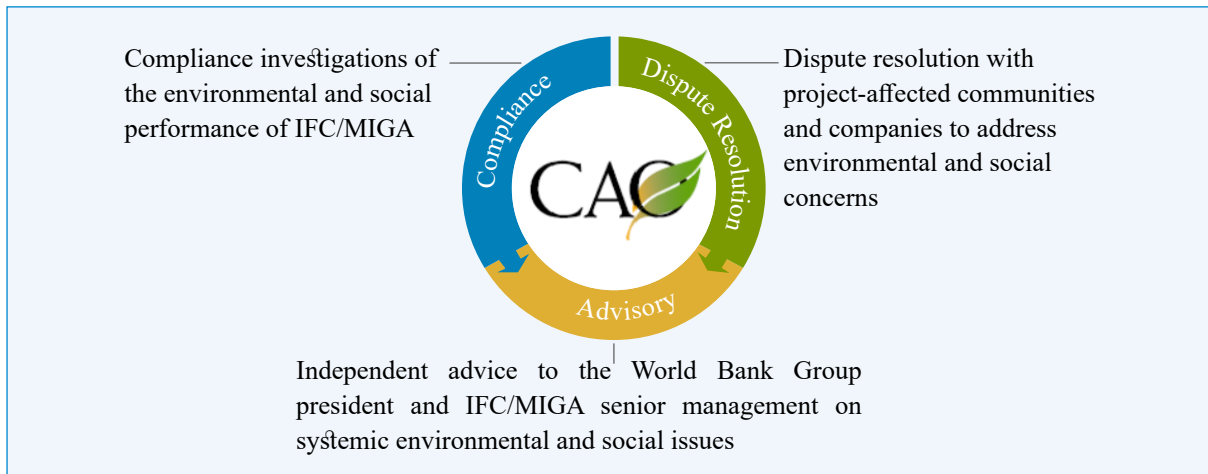 Compliance investigations of
the environmental and social
performance of IFC/MIGA
Compliance
CAO
Dispute Resolution
Dispute resolution with
project-affected communities
and companies to address
environmental and social
concerns
Advisory
Independent advice to the World Bank Group
president and IFC/MIGA senior management on
systemic environmental and social issues